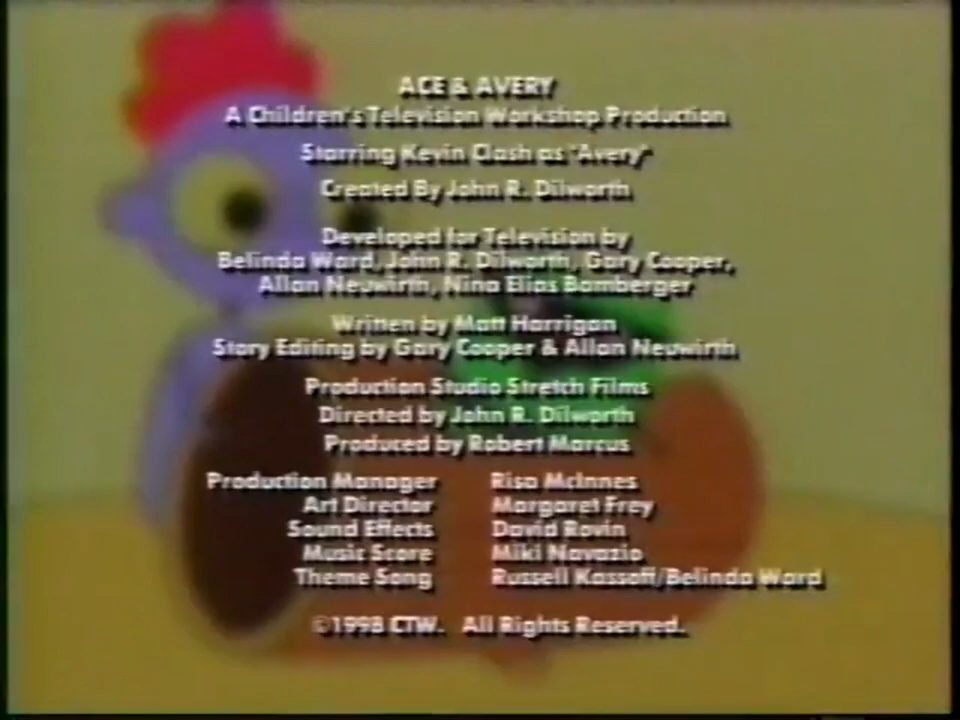 ACE & AVERY
A Children's Television Workshop Production
Starring Kevin Clash as "Avery"
Created By John R. Dilworth
Developed for Television by
Belinda Ward, John R. Dilworth, Gary Cooper,
Allan Neuwirth, Nina Elias Bamberger
Written by Matt Harrigan
Story Editing by Gary Cooper & Allan Neuwirth
Production Studio Stretch Films
Directed by John R. Dilworth
Produced by Robert Marcus
Production Manager Risa McInnes
Art Director Margaret Frey
Sound Effects David Rovin
Music Score Miki Navazio
Theme Song Russell Kassoff/Belinda Ward
©1998 CTW. All Rights Reserved.